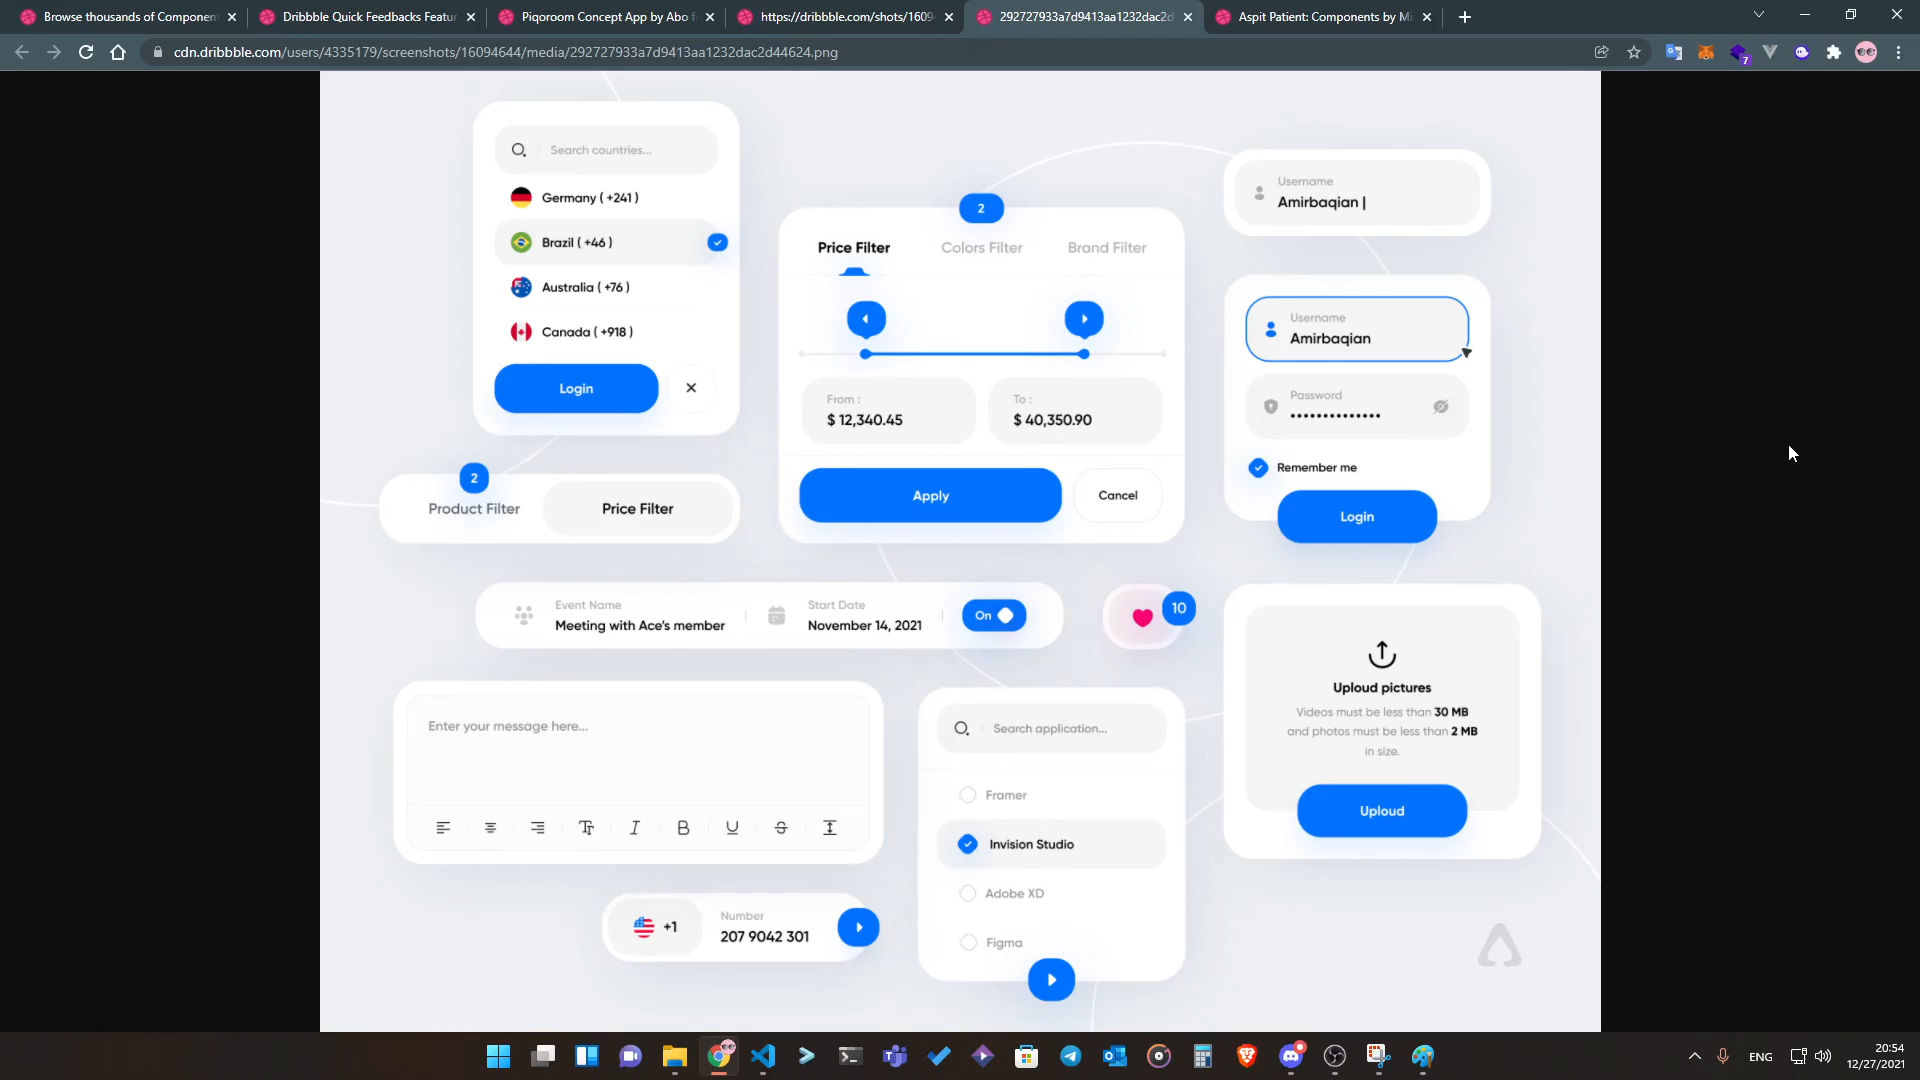 Browse thousands of Component
Dribbble Quick Feedbacks Featur
Piqoroom Concept App by Abo f
https://dribbble.com/shots/1609
292727933a7d9413aa1232dac2d
Aspit Patient: Components by Mi
cdn.dribbble.com/users/4335179/screenshots/16094644/media/292727933a7d9413aa1232dac2d44624.png
7
Search countries...
Germany ( +241 )
Brazil ( +46 )
Australia ( +76 )
Canada ( +918 )
Login
2
Product Filter
Price Filter
2
Price Filter
Colors Filter
Brand Filter
From :
$ 12,340.45
To :
$ 40,350.90
Apply
Cancel
Username
Amirbaqian |
Username
Amirbaqian
Password
Remember me
Login
Event Name
Meeting with Ace's member
Start Date
November 14, 2021
On
10
Enter your message here...
Search application...
Framer
Invision Studio
Adobe XD
Figma
Upload pictures
Videos must be less than 30 MB
and photos must be less than 2 MB
in size.
Uploud
+1
Number
207 9042 301
ENG
20:54
12/27/2021